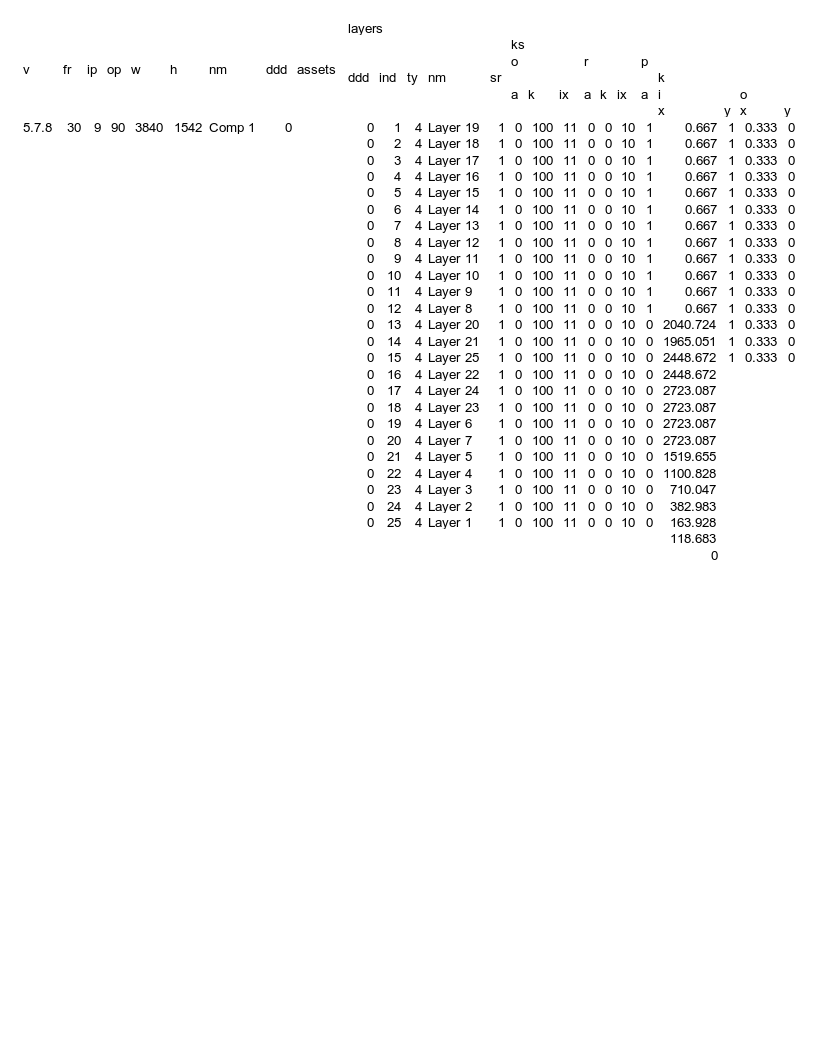 layers
ks
o r p
v fr ip op w h nm ddd assets
ddd ind ty nm sr k
a k ix a k ix a i o
x y x y
5.7.8 30 9 90 3840 1542 Comp 1 0 0 1 4 Layer 19 1 0 100 11 0 0 10 1 0.667 1 0.333 0
0 2 4 Layer 18 1 0 100 11 0 0 10 1 0.667 1 0.333 0
0 3 4 Layer 17 1 0 100 11 0 0 10 1 0.667 1 0.333 0
0 4 4 Layer 16 1 0 100 11 0 0 10 1 0.667 1 0.333 0
0 5 4 Layer 15 1 0 100 11 0 0 10 1 0.667 1 0.333 0
0 6 4 Layer 14 1 0 100 11 0 0 10 1 0.667 1 0.333 0
0 7 4 Layer 13 1 0 100 11 0 0 10 1 0.667 1 0.333 0
0 8 4 Layer 12 1 0 100 11 0 0 10 1 0.667 1 0.333 0
0 9 4 Layer 11 1 0 100 11 0 0 10 1 0.667 1 0.333 0
0 10 4 Layer 10 1 0 100 11 0 0 10 1 0.667 1 0.333 0
0 11 4 Layer 9 1 0 100 11 0 0 10 1 0.667 1 0.333 0
0 12 4 Layer 8 1 0 100 11 0 0 10 1 0.667 1 0.333 0
0 13 4 Layer 20 1 0 100 11 0 0 10 0 2040.724 1 0.333 0
0 14 4 Layer 21 1 0 100 11 0 0 10 0 1965.051 1 0.333 0
0 15 4 Layer 25 1 0 100 11 0 0 10 0 2448.672 1 0.333 0
0 16 4 Layer 22 1 0 100 11 0 0 10 0 2448.672
0 17 4 Layer 24 1 0 100 11 0 0 10 0 2723.087
0 18 4 Layer 23 1 0 100 11 0 0 10 0 2723.087
0 19 4 Layer 6 1 0 100 11 0 0 10 0 2723.087
0 20 4 Layer 7 1 0 100 11 0 0 10 0 2723.087
0 21 4 Layer 5 1 0 100 11 0 0 10 0 1519.655
0 22 4 Layer 4 1 0 100 11 0 0 10 0 1100.828
0 23 4 Layer 3 1 0 100 11 0 0 10 0 710.047
0 24 4 Layer 2 1 0 100 11 0 0 10 0 382.983
0 25 4 Layer 1 1 0 100 11 0 0 10 0 163.928
118.683
0